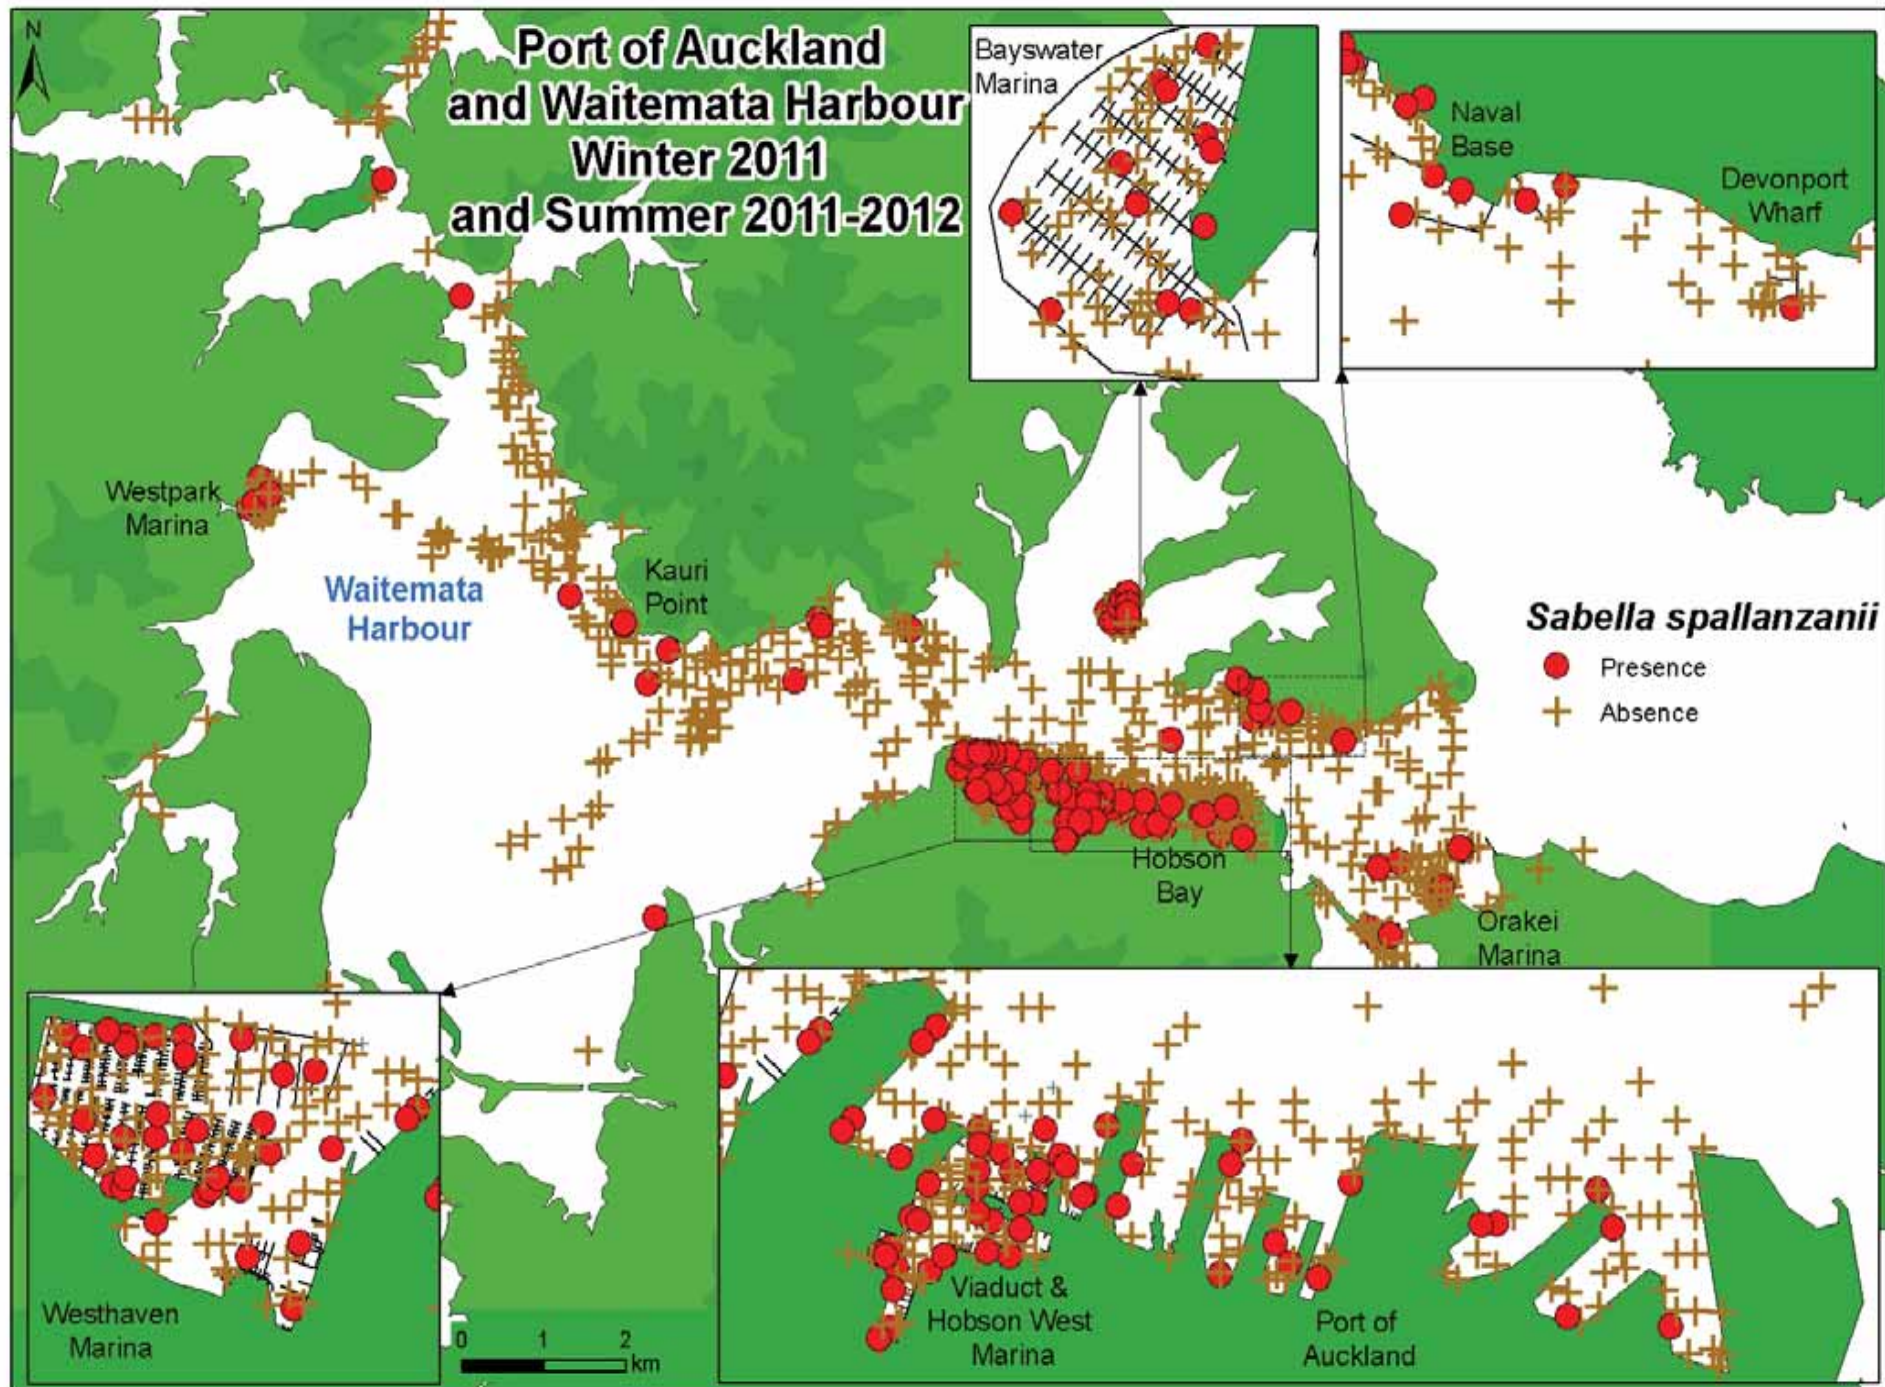 N
Port of Auckland
and Waitemata Harbour
Winter 2011
and Summer 2011-2012
Bayswater
Marina
Naval
Base
Devonport
Wharf
Westpark
Marina
Waitemata
Harbour
Kauri
Point
Sabella spallanzanii
Presence
Absence
Hobson
Bay
Orakei
Marina
Westhaven
Marina
0 1 2
km
Viaduct &
Hobson West
Marina
Port of
Auckland